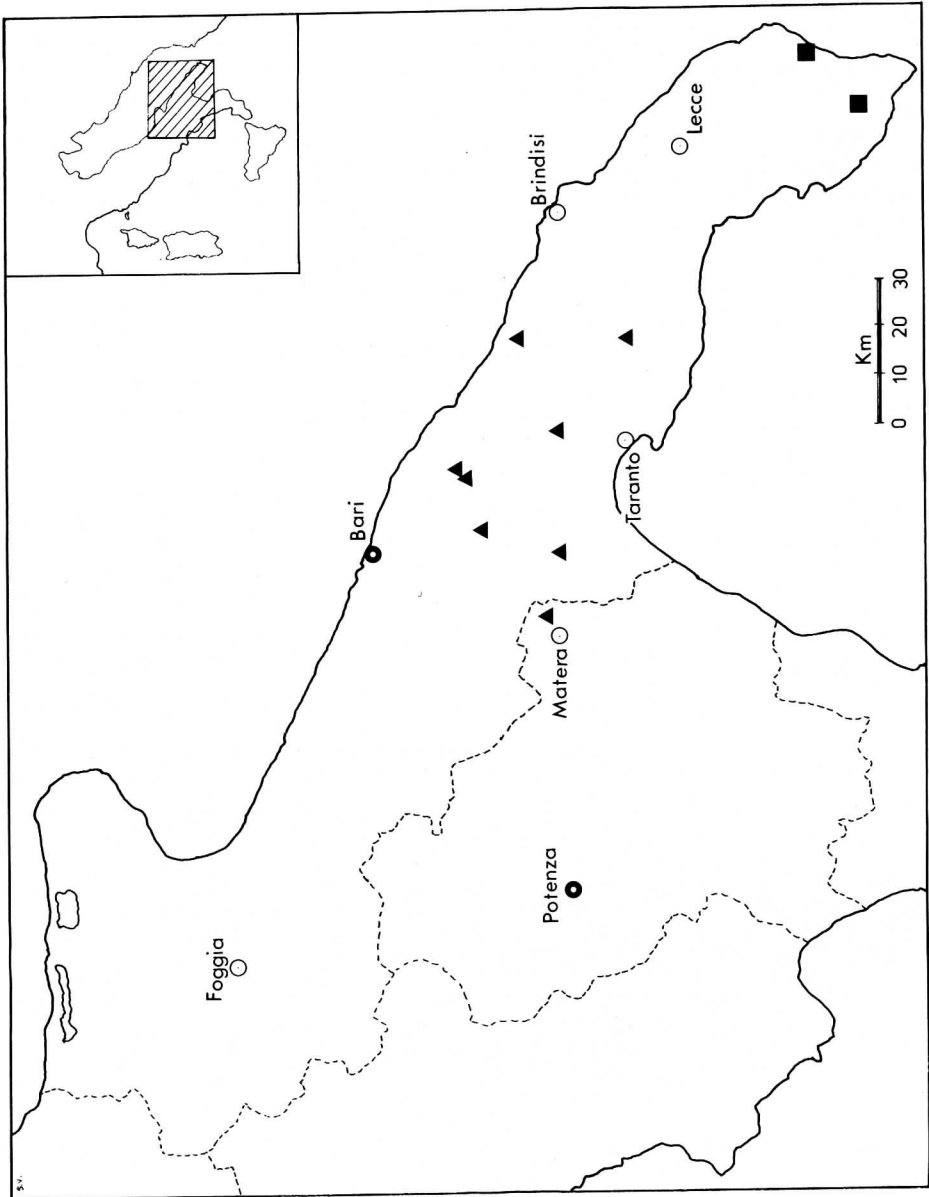 s.v.
Foggia
Bari
Potenza
Matera
Brindisi
Taranto
Lecce
Km
0 10 20 30